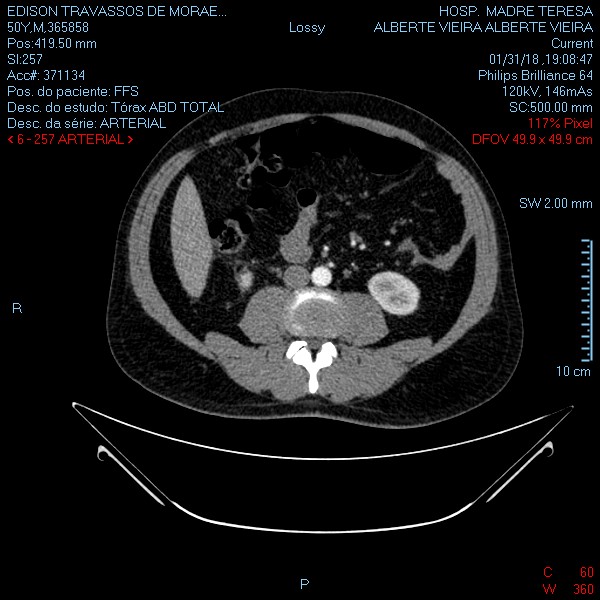 EDISON TRAVASSOS DE MORAE...
50Y,M,365858
Pos:419.50 mm
Sl:257
Acc#: 371134
Pos. do paciente: FFS
Desc. do estudo: Tórax ABD TOTAL
Desc. da série: ARTERIAL
< 6 - 257 ARTERIAL >
Lossy
HOSP. MADRE TERESA
ALBERTE VIEIRA ALBERTE VIEIRA
Current
01/31/18 ,19:08:47
Philips Brilliance 64
120kV, 146mAs
SC:500.00 mm
117% Pixel
DFOV 49.9 x 49.9 cm
SW 2.00 mm
R
10 cm
P
C 60
W 360